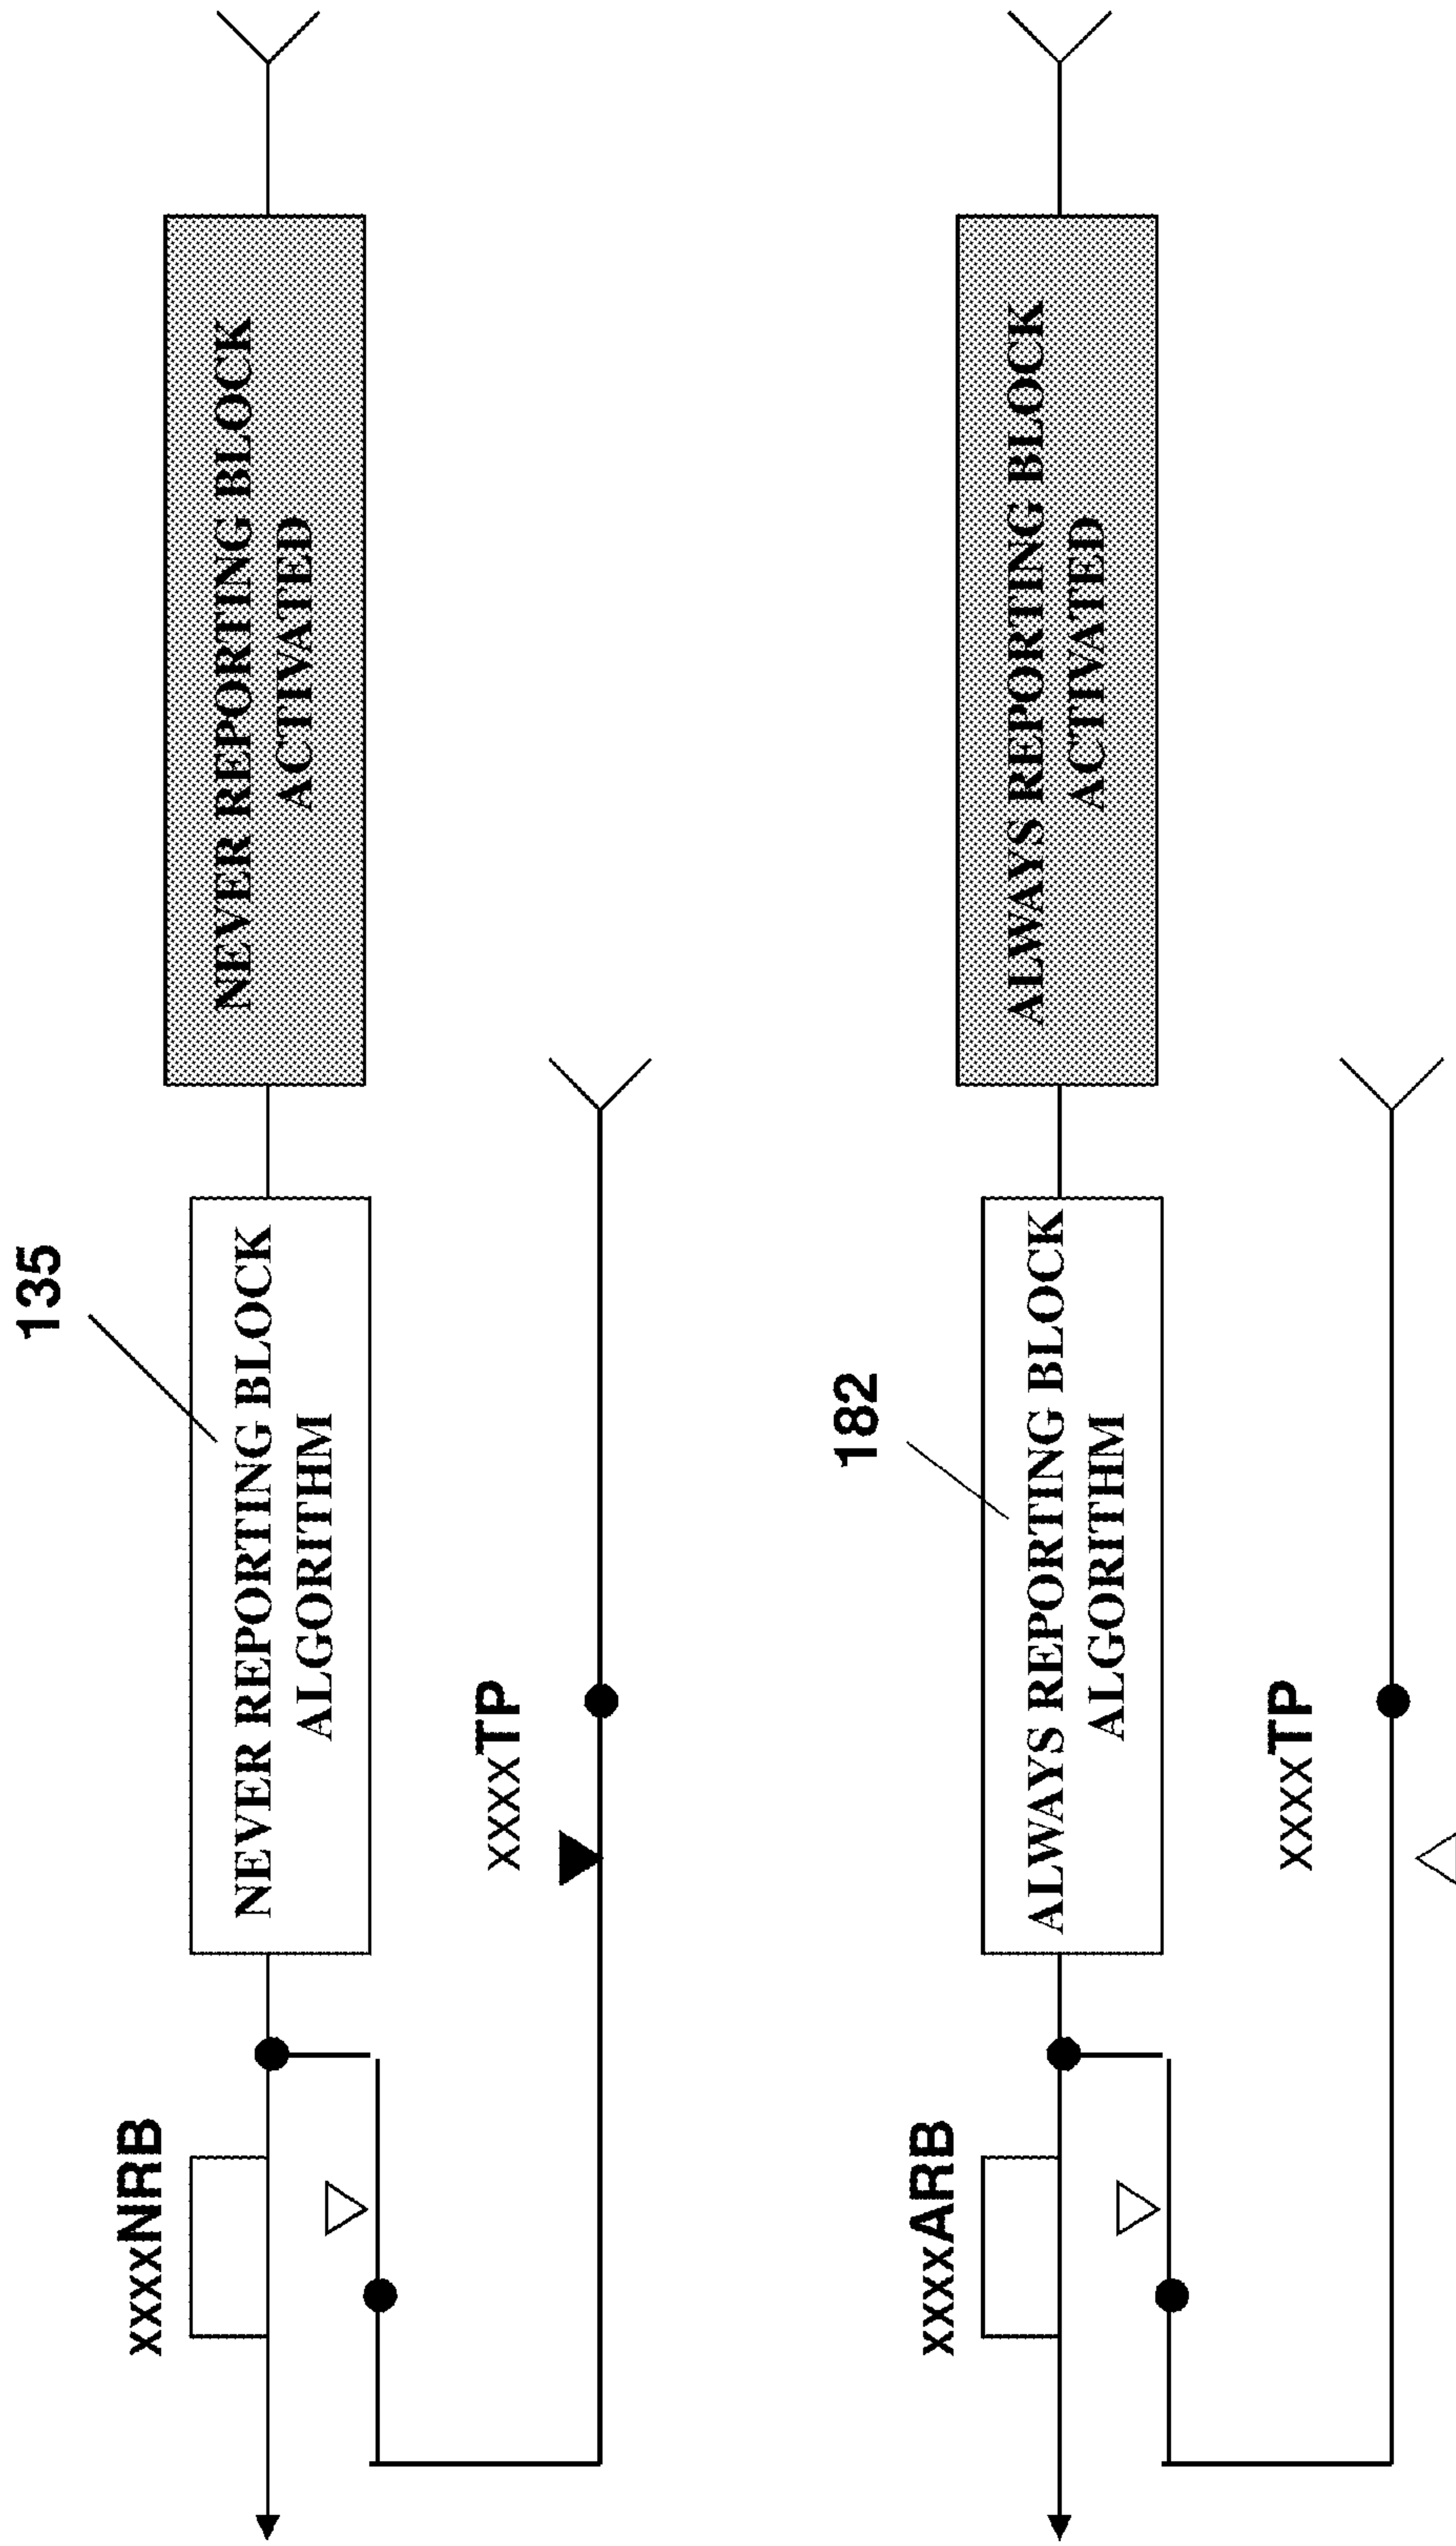 135
xxxxNRB
NEVER REPORTING BLOCK
ALGORITHM
NEVER REPORTING BLOCK
ACTIVATED
xxxxTP
182
xxxxARB
ALWAYS REPORTING BLOCK
ALGORITHM
ALWAYS REPORTING BLOCK
ACTIVATED
xxxxTP